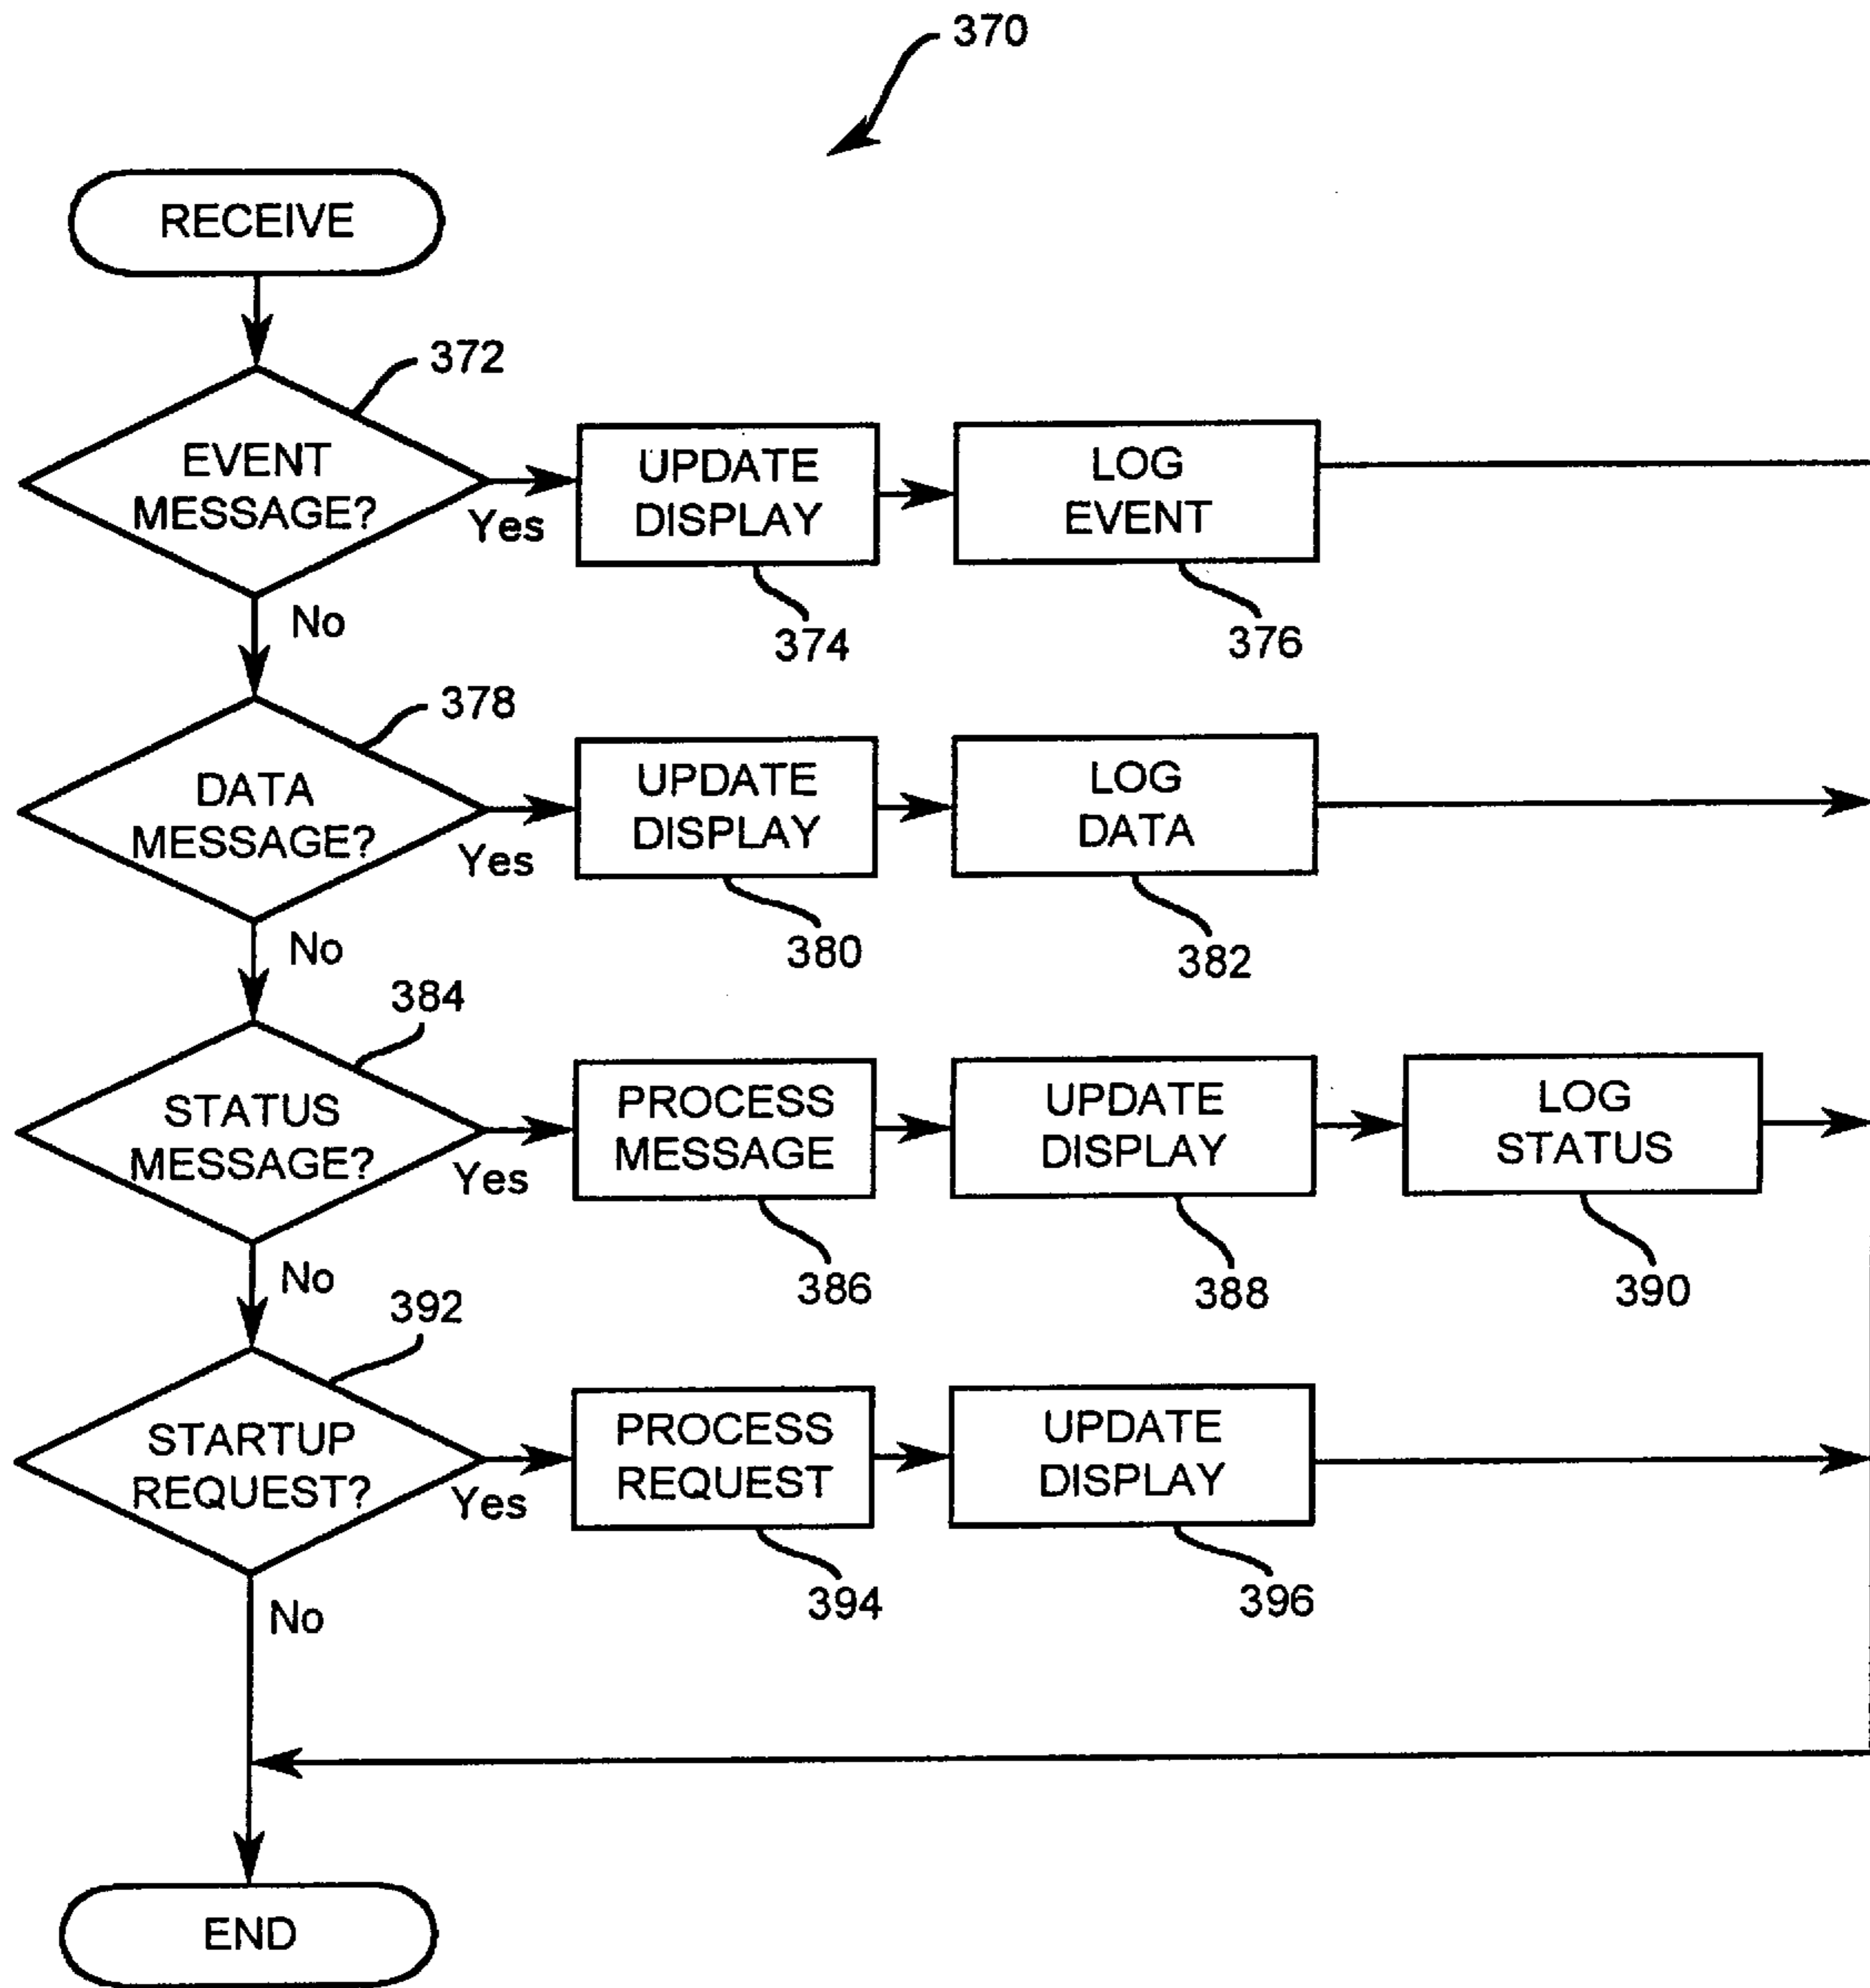 370
RECEIVE
372
EVENT
MESSAGE?
Yes
UPDATE
DISPLAY
LOG
EVENT
374
376
No
378
DATA
MESSAGE?
Yes
UPDATE
DISPLAY
LOG
DATA
380
382
No
384
STATUS
MESSAGE?
Yes
PROCESS
MESSAGE
UPDATE
DISPLAY
LOG
STATUS
386
388
390
No
392
STARTUP
REQUEST?
Yes
PROCESS
REQUEST
UPDATE
DISPLAY
394
396
No
END